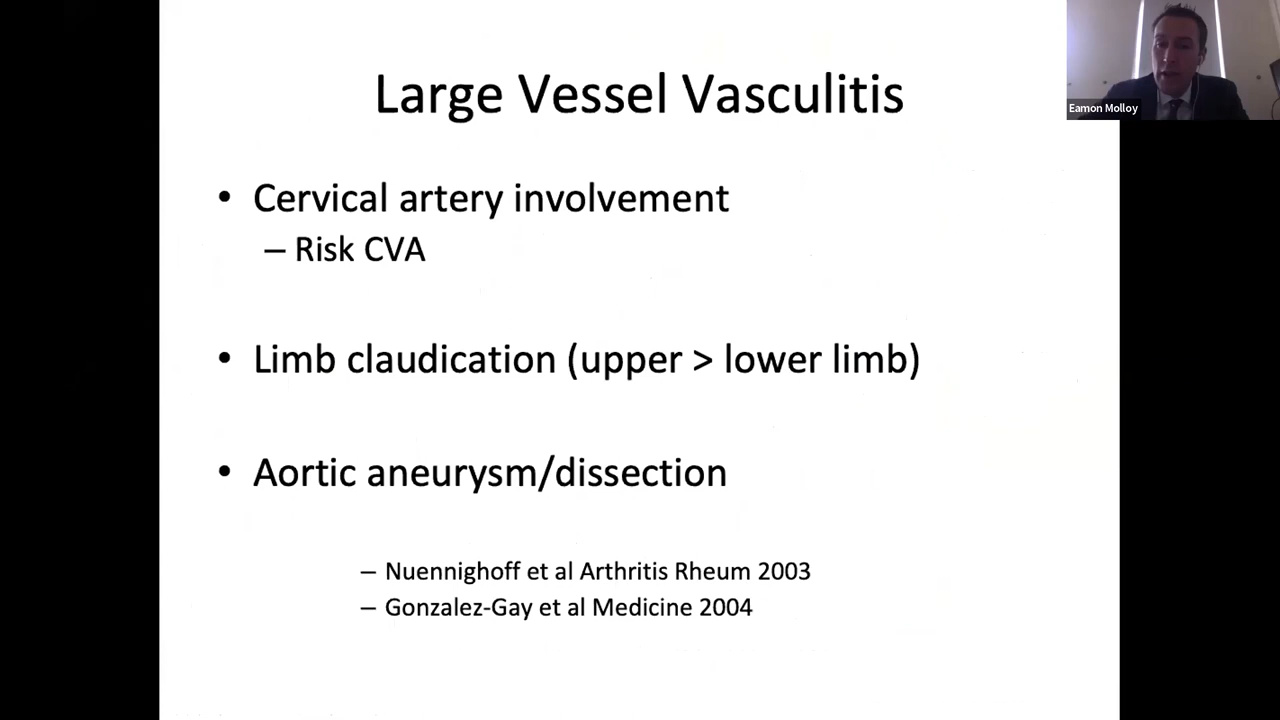 Large Vessel Vasculitis
Eamon Molloy
• Cervical artery involvement
– Risk CVA
• Limb claudication (upper > lower limb)
• Aortic aneurysm/dissection
– Nuennighoff et al Arthritis Rheum 2003
– Gonzalez-Gay et al Medicine 2004